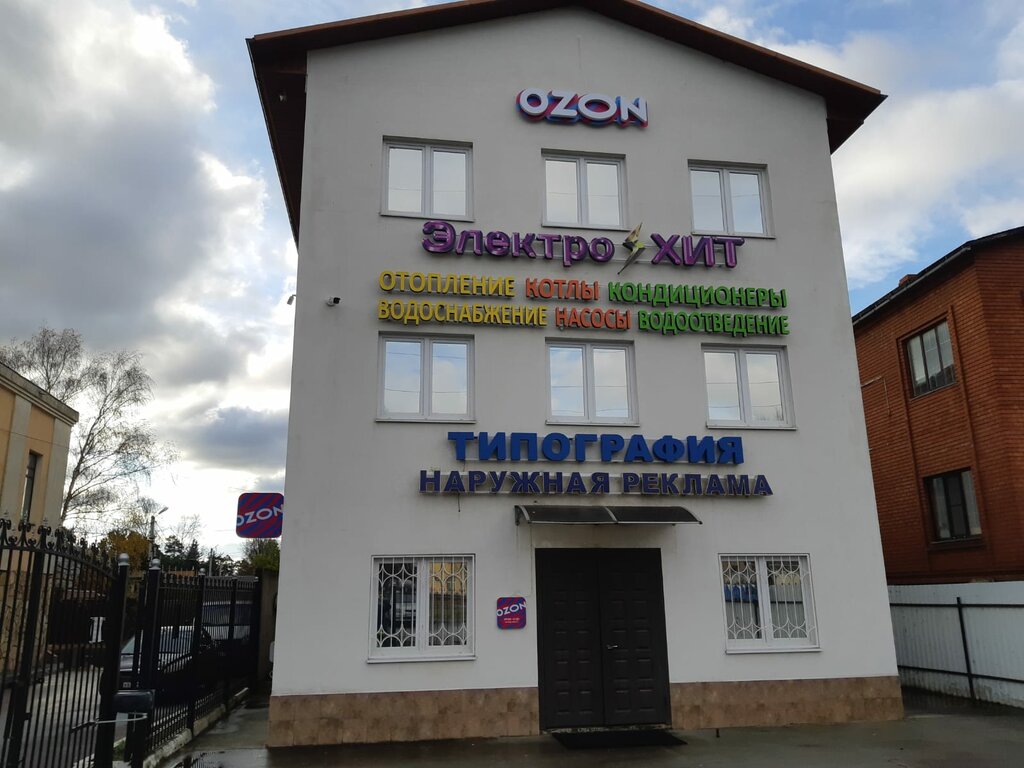 OZON
Электро ХИТ
ОТОПЛЕНИЕ КОТЛЫ КОНДИЦИОНЕРЫ
ВОДОСНАБЖЕНИЕ НАСОСЫ ВОДООТВЕДЕНИЕ
ТИПОГРАФИЯ
НАРУЖНАЯ РЕКЛАМА
OZON
OZON